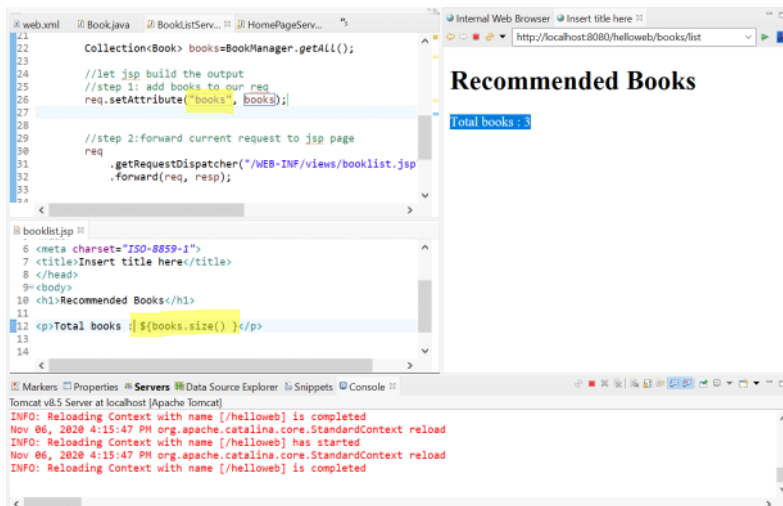 web.xml Book.java BookListServ... HomePageServ... "5
21
22 Collection<Book> books=BookManager.getAll();
23
24 //let jsp build the output
25 //step 1: add books to our req
26 req.setAttribute("books", books);
27
28
29 //step 2:forward current request to jsp page
30 req
31 .getRequestDispatcher("/WEB-INF/views/booklist.jsp
32 .forward(req, resp);
33
34
booklist.jsp
6 <meta charset="ISO-8859-1">
7 <title>Insert title here</title>
8 </head>
9 <body>
10 <h1>Recommended Books</h1>
11
12 <p>Total books : ${books.size() }</p>
13
14
Internal Web Browser Insert title here
http://localhost:8080/helloweb/books/list
Recommended Books
Total books : 3
Markers Properties Servers Data Source Explorer Snippets Console
Tomcat v8.5 Server at localhost [Apache Tomcat]
INFO: Reloading Context with name [/helloweb] is completed
Nov 06, 2020 4:15:47 PM org.apache.catalina.core.StandardContext reload
INFO: Reloading Context with name [/helloweb] has started
Nov 06, 2020 4:15:47 PM org.apache.catalina.core.StandardContext reload
INFO: Reloading Context with name [/helloweb] is completed